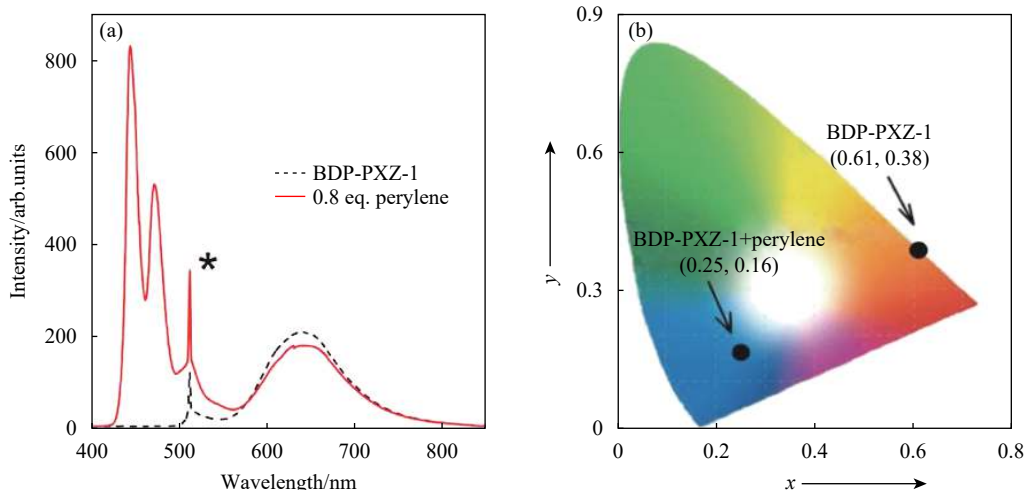 (a)
800
600
400
200
0
Intensity/arb.units
BDP-PXZ-1
0.8 eq. perylene
*
400 500 600 700 800
Wavelength/nm
(b)
0.9
0.6
0.3
0
y
BDP-PXZ-1
(0.61, 0.38)
BDP-PXZ-1+perylene
(0.25, 0.16)
0 0.2 0.4 0.6 0.8
x